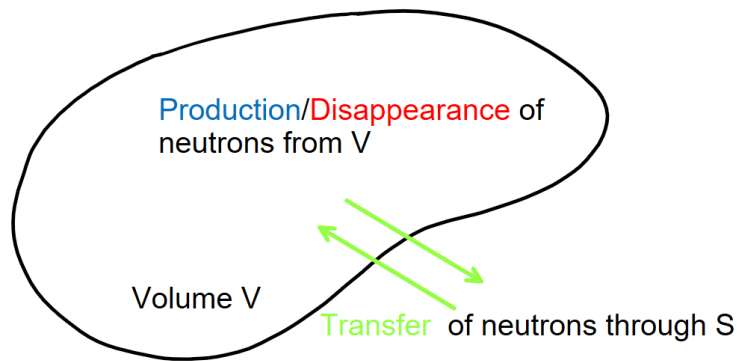 Production/Disappearance of
neutrons from V
Volume V
Transfer of neutrons through S